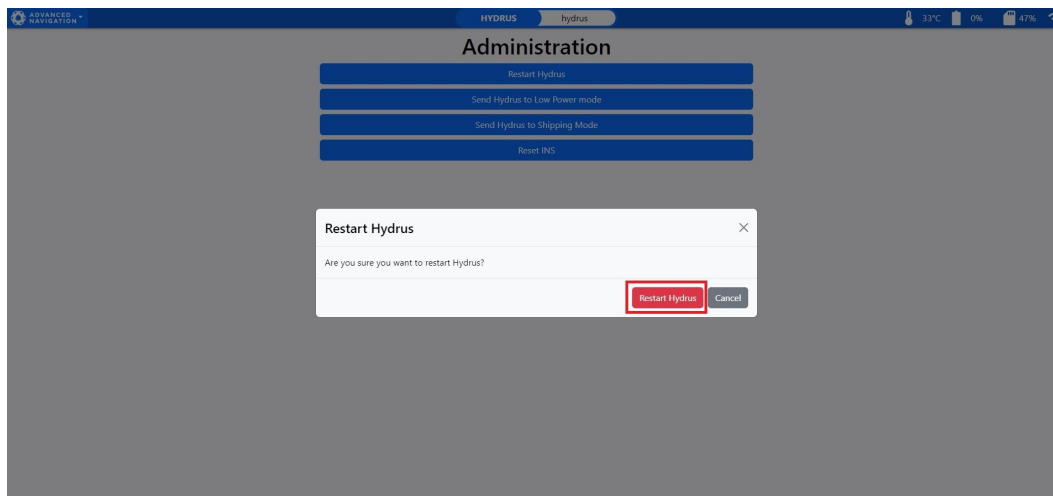 ADVANCED NAVIGATION
HYDRUS hydrus
33°C 0% 47%
Administration
Restart Hydrus
Send Hydrus to Low Power mode
Send Hydrus to Shipping Mode
Reset INS
Restart Hydrus
Are you sure you want to restart Hydrus?
Restart Hydrus Cancel